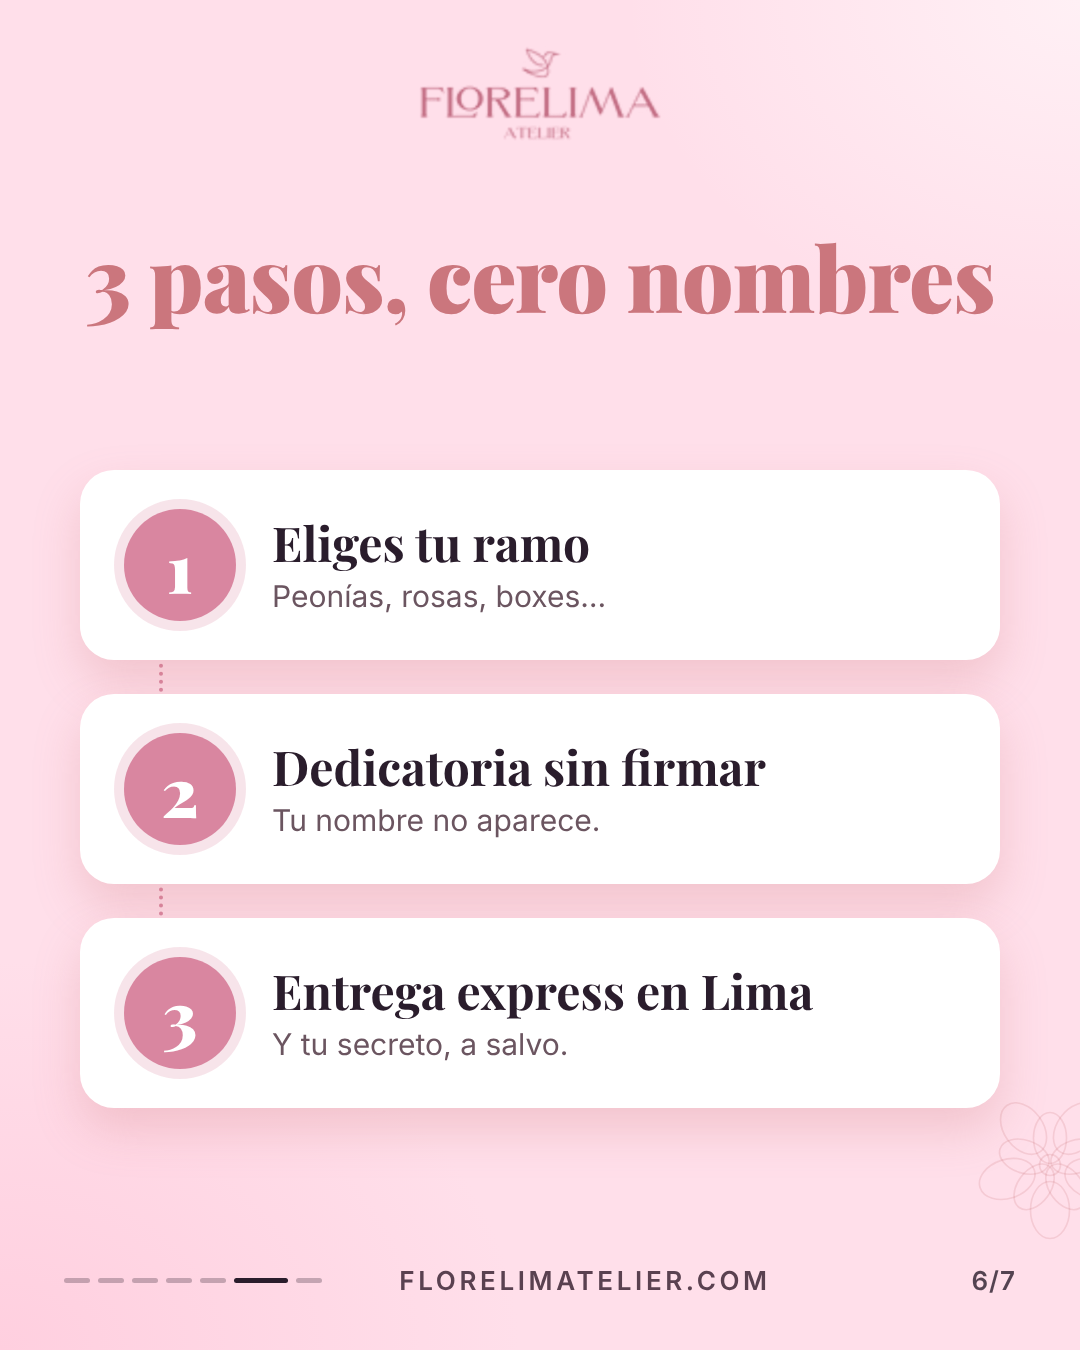 FLORELIMA
ATELIER
3 pasos, cero nombres
1
Eliges tu ramo
Peonías, rosas, boxes...
2
Dedicatoria sin firmar
Tu nombre no aparece.
3
Entrega express en Lima
Y tu secreto, a salvo.
FLORELIMATELIER.COM
6/7